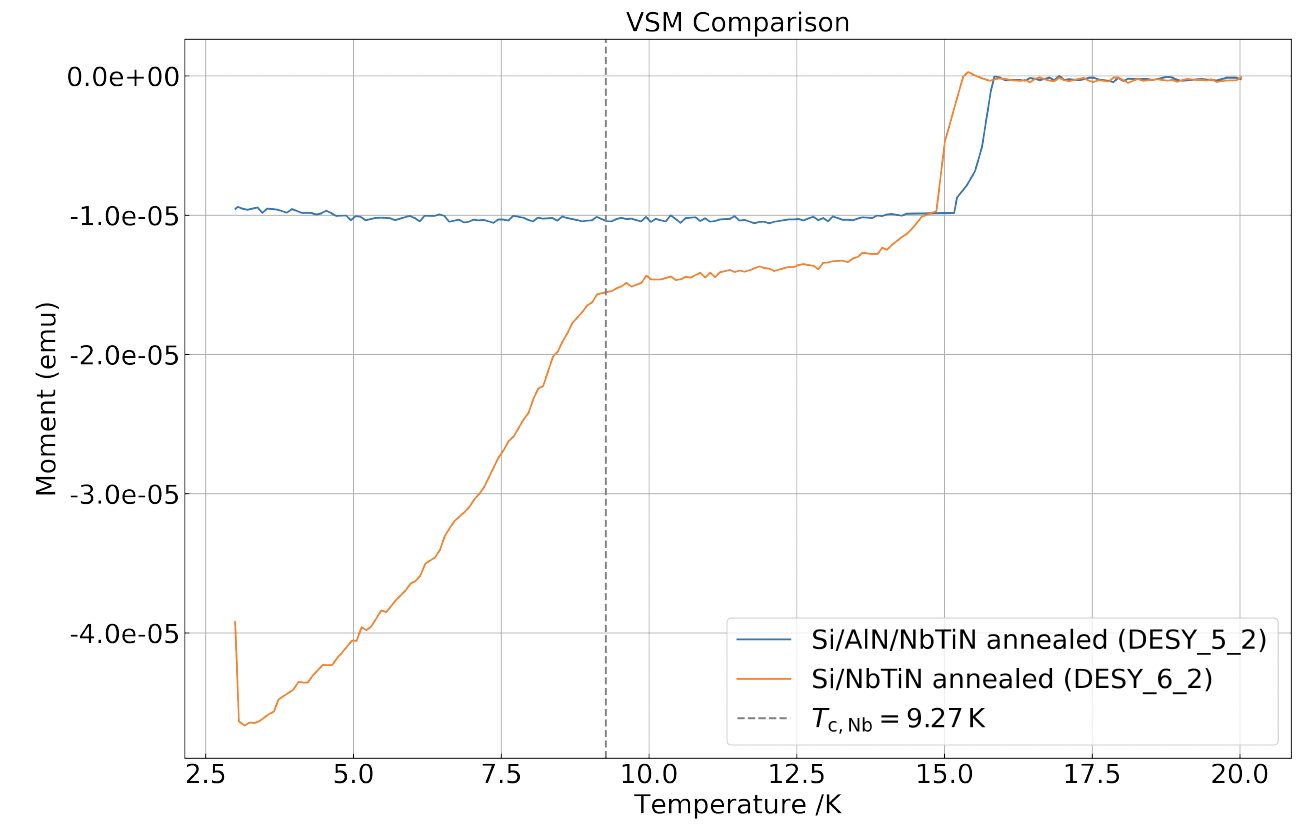 VSM Comparison
Moment (emu)
0.0e+00
-1.0e-05
-2.0e-05
-3.0e-05
-4.0e-05
Si/AlN/NbTiN annealed (DESY_5_2)
Si/NbTiN annealed (DESY_6_2)
T_c, Nb = 9.27 K
2.5 5.0 7.5 10.0 12.5 15.0 17.5 20.0
Temperature /K